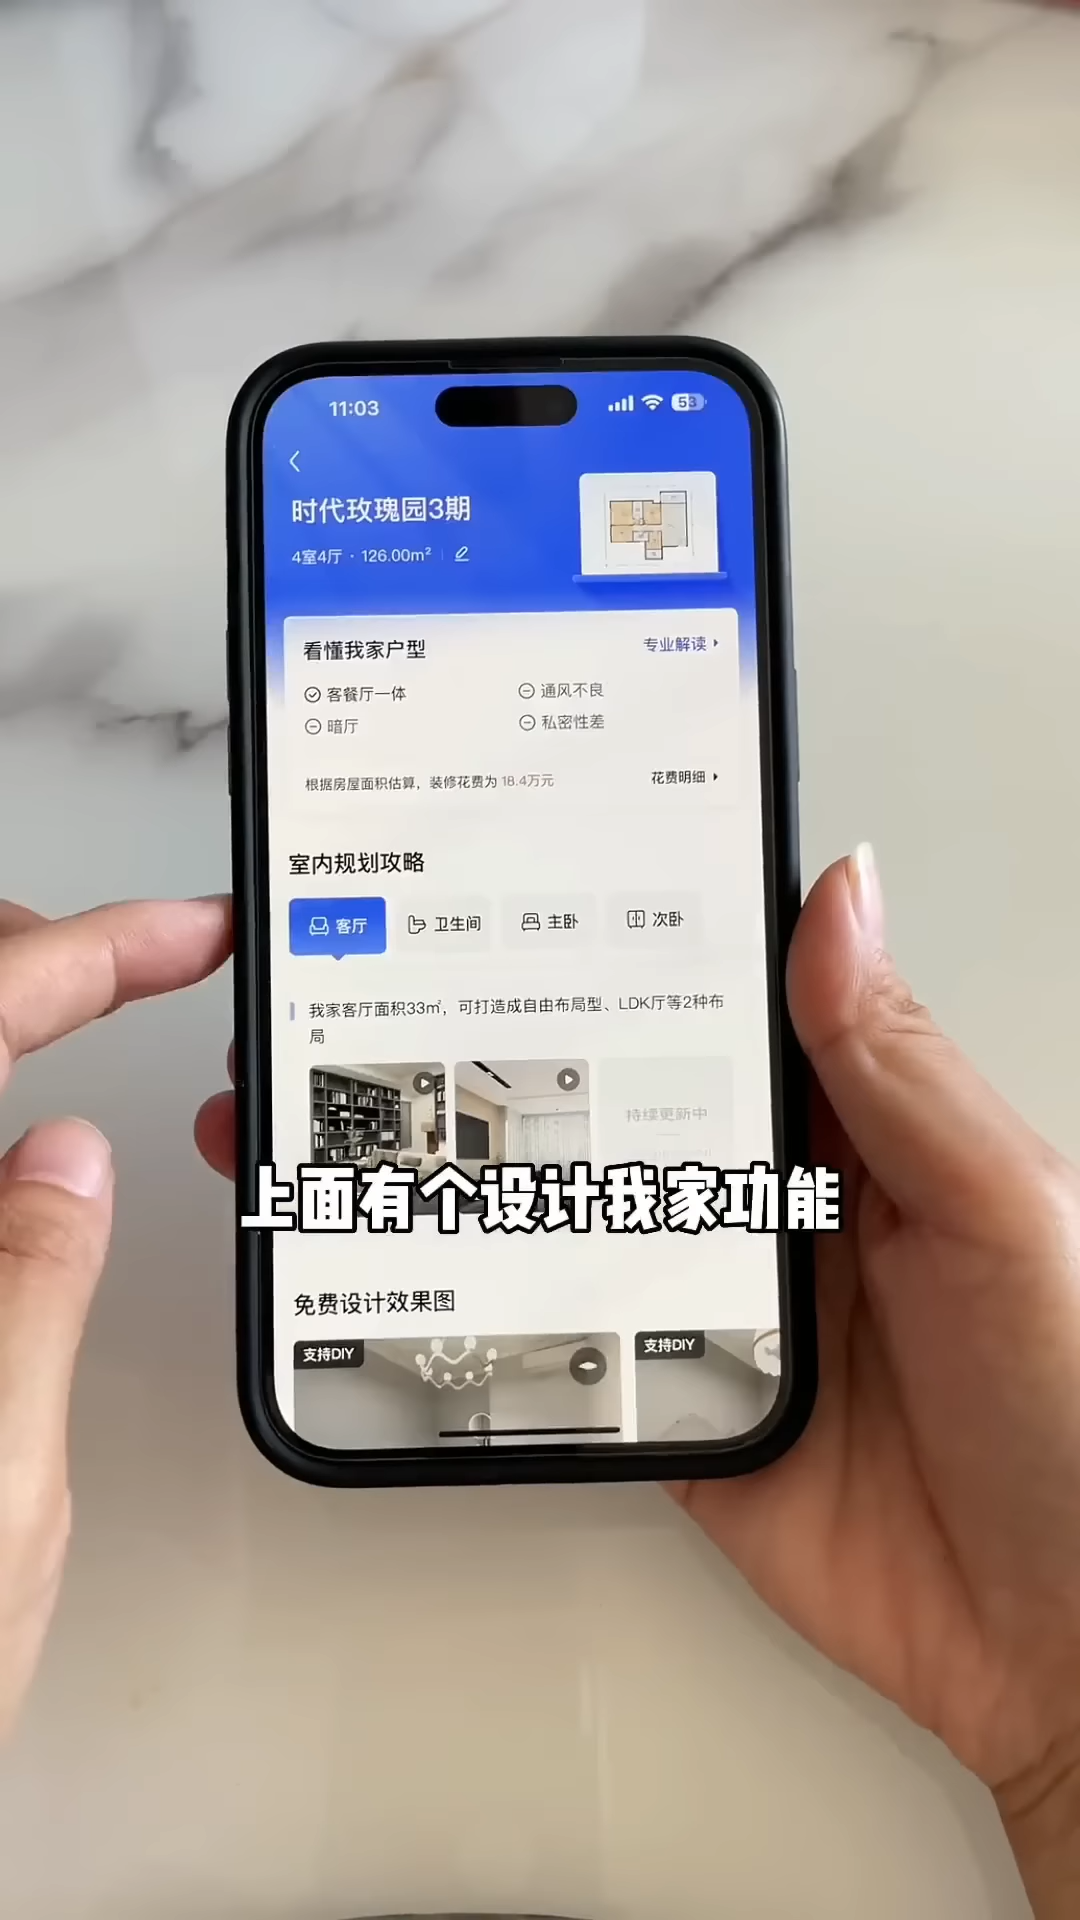 11:03
53
时代玫瑰园3期
4室4厅 · 126.00m²
看懂我家户型
专业解读
客餐厅一体
通风不良
暗厅
私密性差
根据房屋面积估算，装修花费为 18.4万元
花费明细
室内规划攻略
客厅
卫生间
主卧
次卧
我家客厅面积33㎡，可打造成自由布局型、LDK厅等2种布
局
持续更新中
上面有个设计我家功能
免费设计效果图
支持DIY
支持DIY